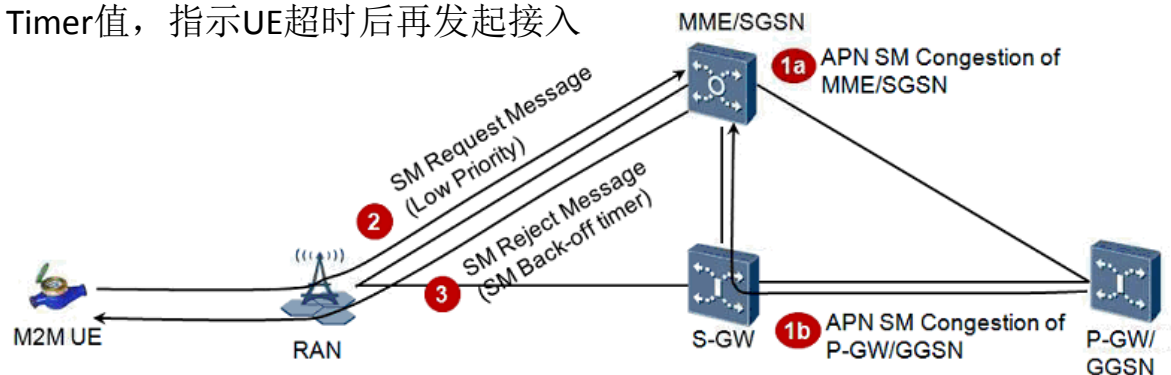 Timer值，指示UE超时后再发起接入
MME/SGSN
1a
APN SM Congestion of
MME/SGSN
SM Request Message
(Low Priority)
2
SM Reject Message
(SM Back-off timer)
3
M2M UE
RAN
S-GW
1b
APN SM Congestion of
P-GW/GGSN
P-GW/
GGSN